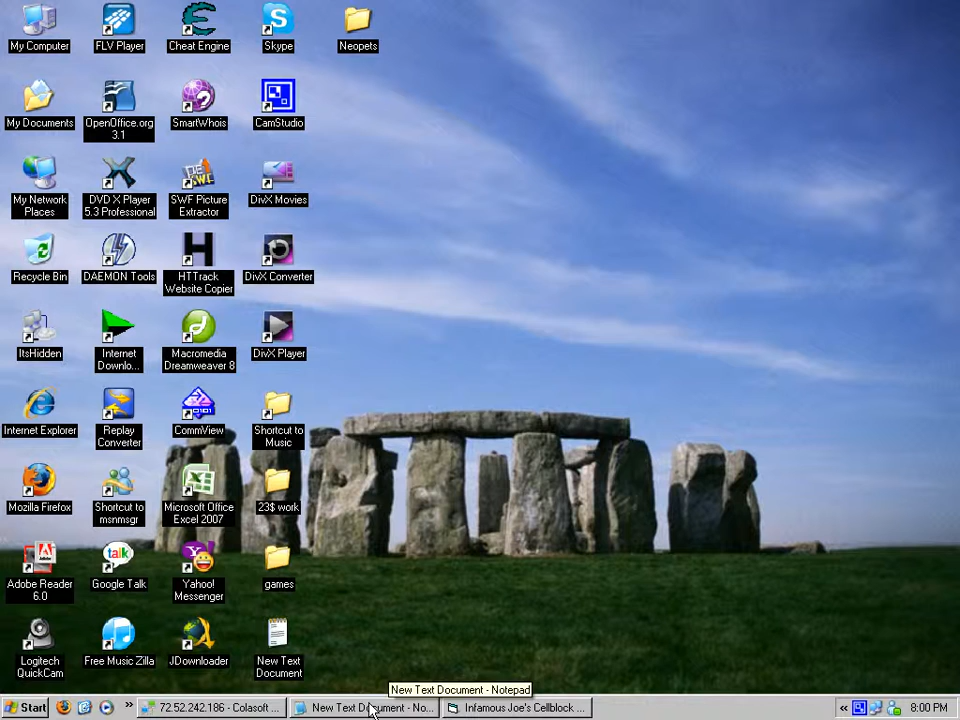 My Computer
FLV Player
Cheat Engine
Skype
Neopets
My Documents
OpenOffice.org
3.1
SmartWhois
CamStudio
My Network
Places
DVD X Player
5.3 Professional
SWF Picture
Extractor
DivX Movies
Recycle Bin
DAEMON Tools
HTTrack
Website Copier
DivX Converter
ItsHidden
Internet
Downlo...
Macromedia
Dreamweaver 8
DivX Player
Internet Explorer
Replay
Converter
CommView
Shortcut to
Music
Mozilla Firefox
Shortcut to
msnmsgr
Microsoft Office
Excel 2007
23$ work
Adobe Reader
6.0
talk
Google Talk
Yahoo!
Messenger
games
Logitech
QuickCam
Free Music Zilla
JDownloader
New Text
Document
New Text Document - Notepad
Start
»
72.52.242.186 - Colasoft ...
New Text Document - No...
Infamous Joe's Cellblock ...
«
8:00 PM